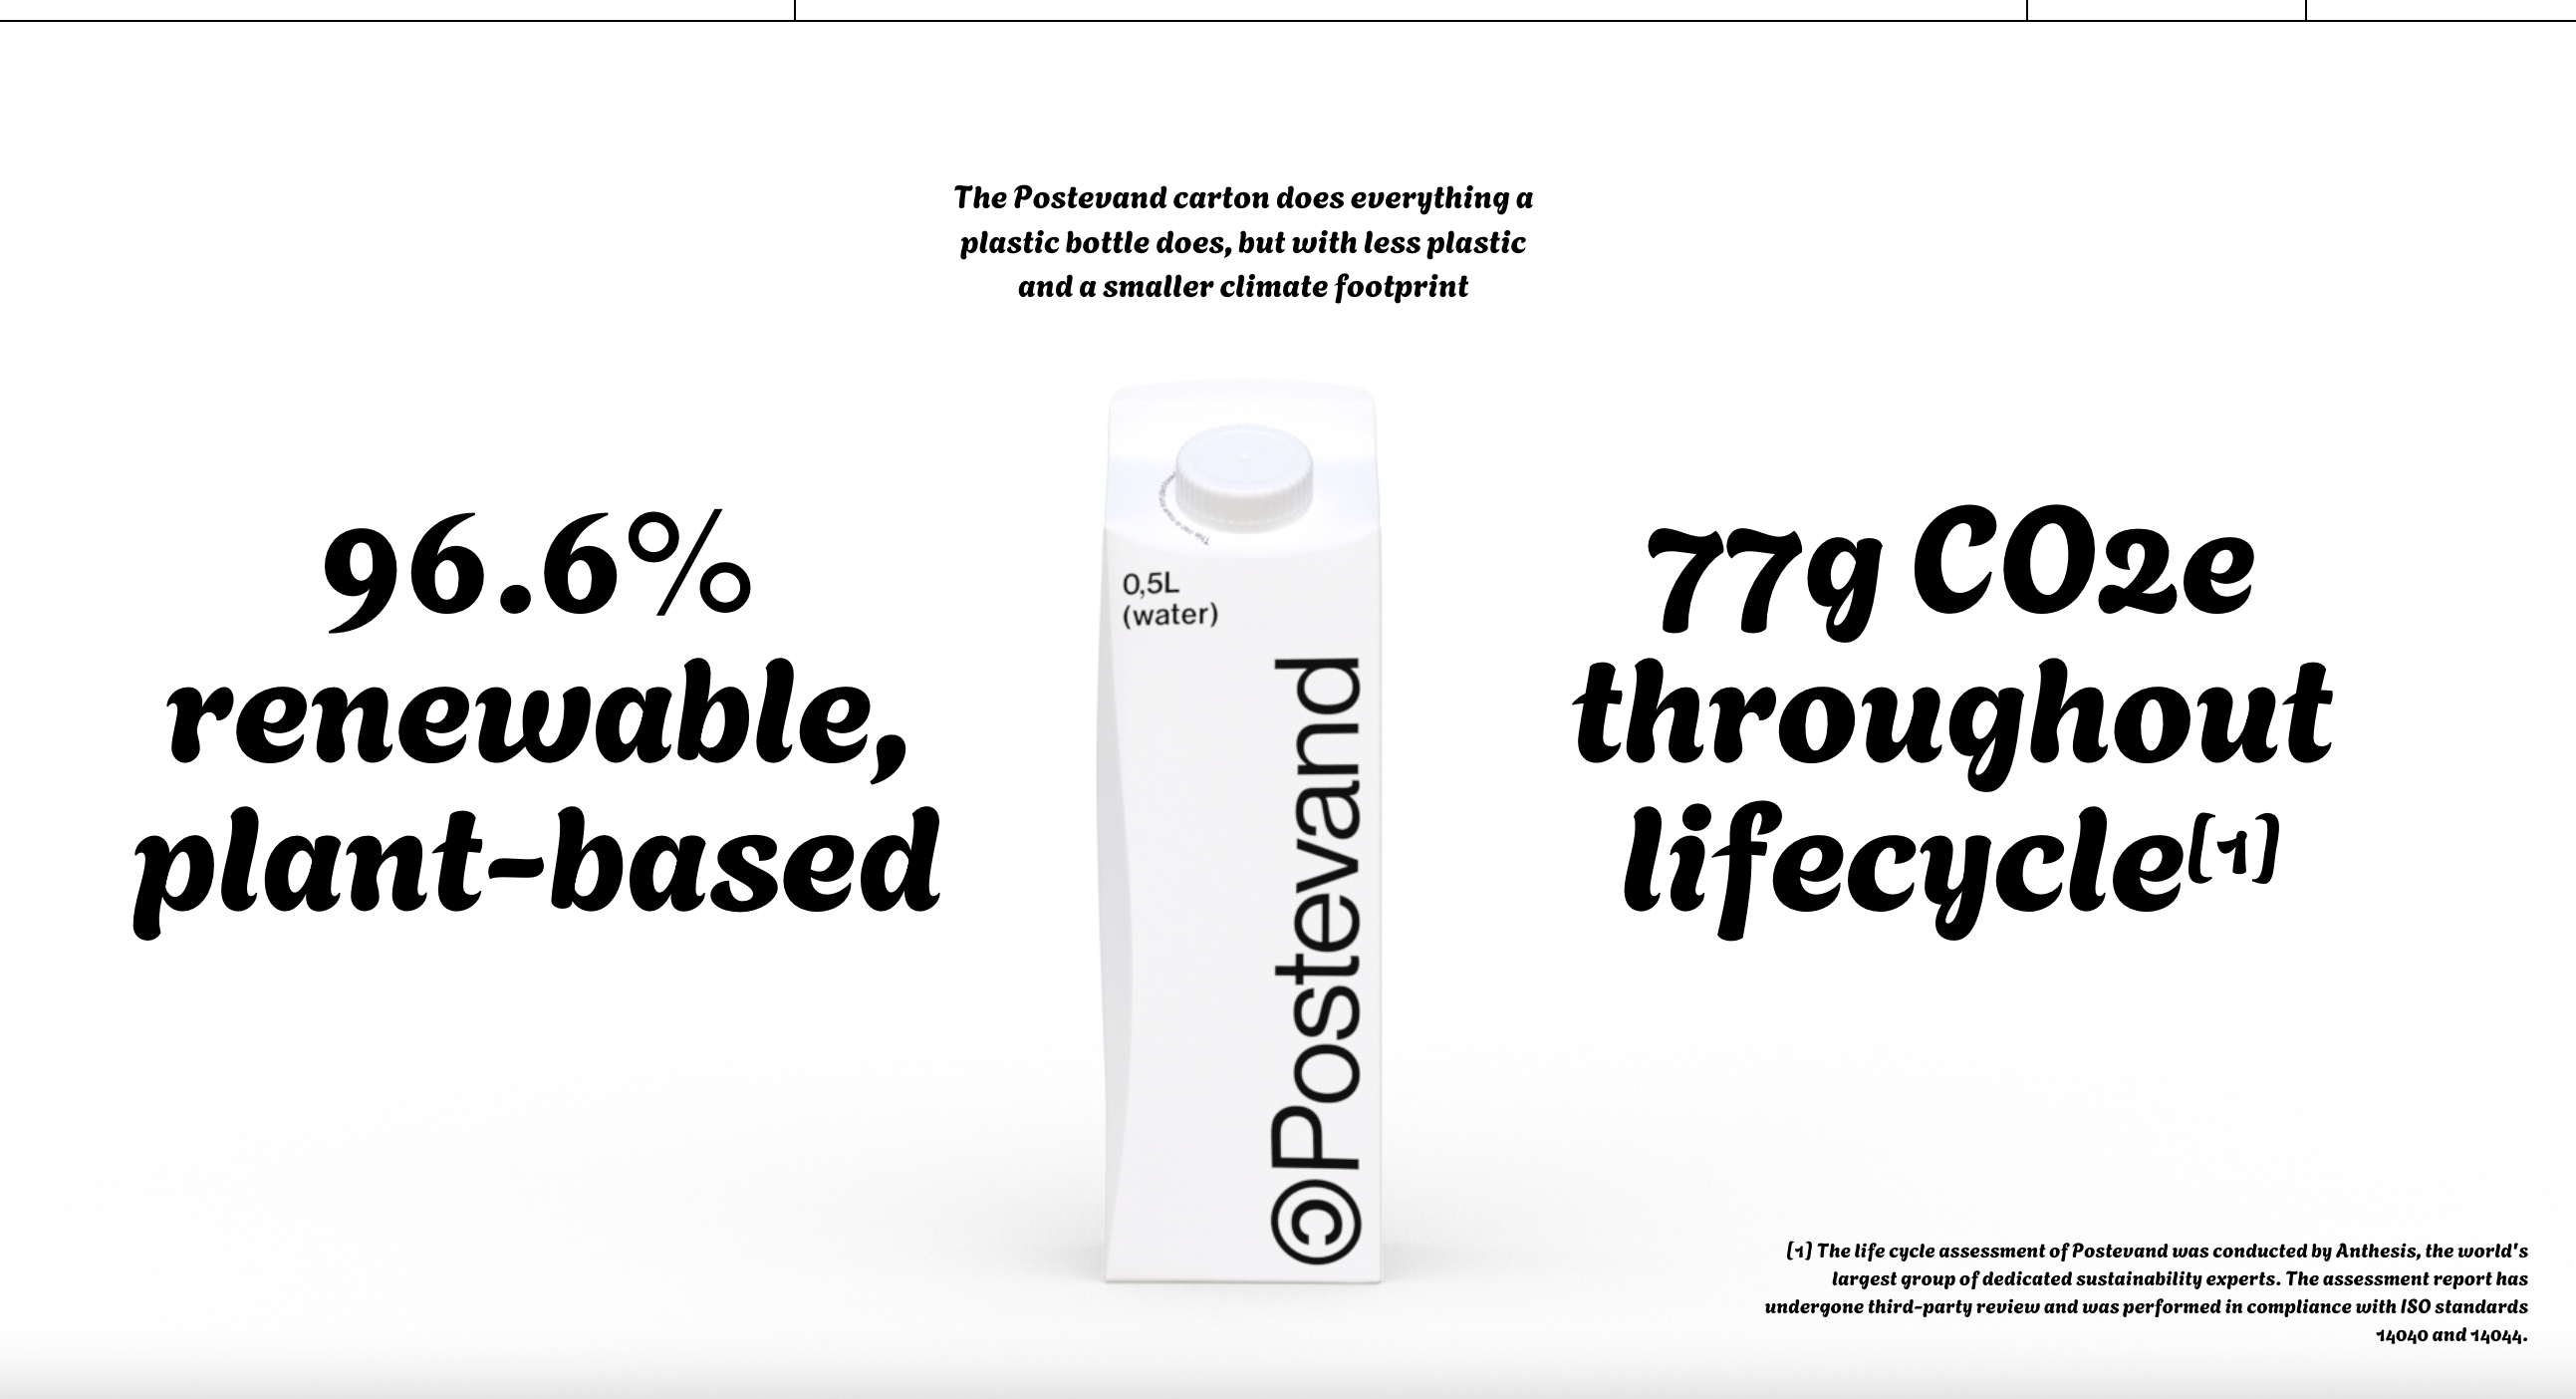 The Postevand carton does everything a
plastic bottle does, but with less plastic
and a smaller climate footprint
96.6%
renewable,
plant-based
0,5L
(water)
©Postevand
77g CO2e
throughout
lifecycle[1]
[1] The life cycle assessment of Postevand was conducted by Anthesis, the world's
largest group of dedicated sustainability experts. The assessment report has
undergone third-party review and was performed in compliance with ISO standards
14040 and 14044.